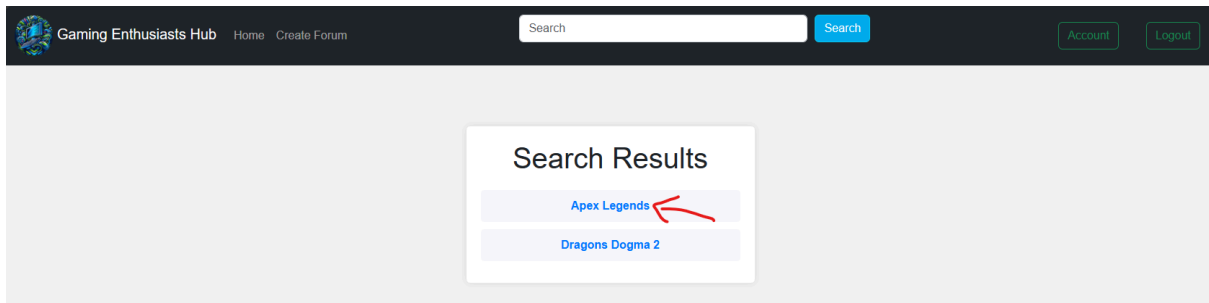 Gaming Enthusiasts Hub Home Create Forum Search Search Account Logout
Search Results
Apex Legends
Dragons Dogma 2